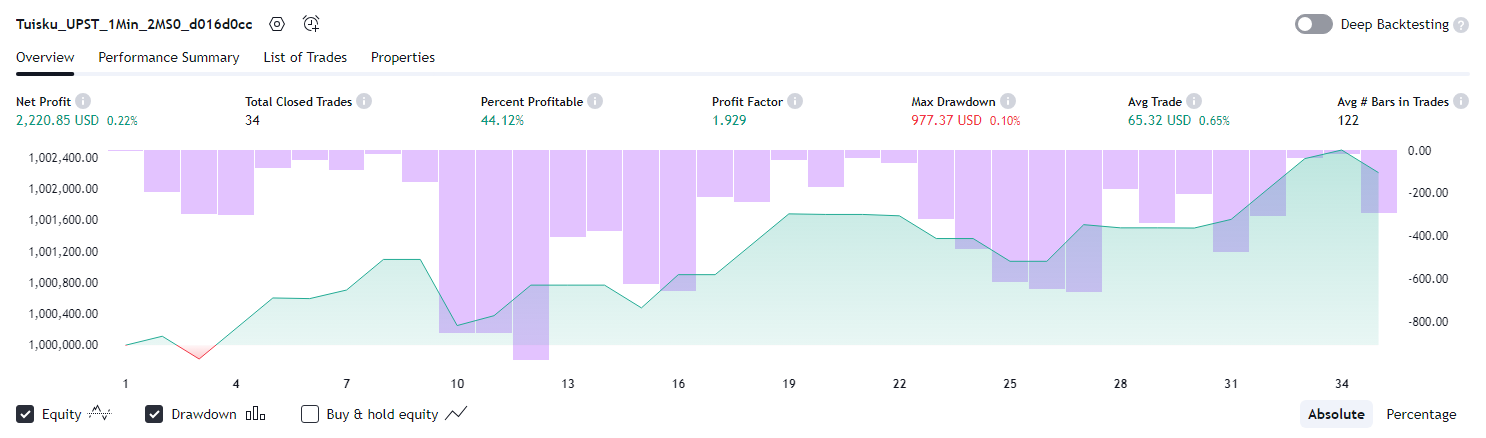 Tuisku_UPST_1Min_2MS0_d016d0cc
Deep Backtesting
Overview Performance Summary List of Trades Properties
Net Profit Total Closed Trades Percent Profitable Profit Factor Max Drawdown Avg Trade Avg # Bars in Trades
2,220.85 USD 0.22% 34 44.12% 1.929 977.37 USD 0.10% 65.32 USD 0.65% 122
1,002,400.00 0.00
1,002,000.00 -200.00
1,001,600.00
1,001,200.00 -400.00
1,000,800.00 -600.00
1,000,400.00 -800.00
1,000,000.00
1 4 7 10 13 16 19 22 25 28 31 34
Equity Drawdown Buy & hold equity Absolute Percentage